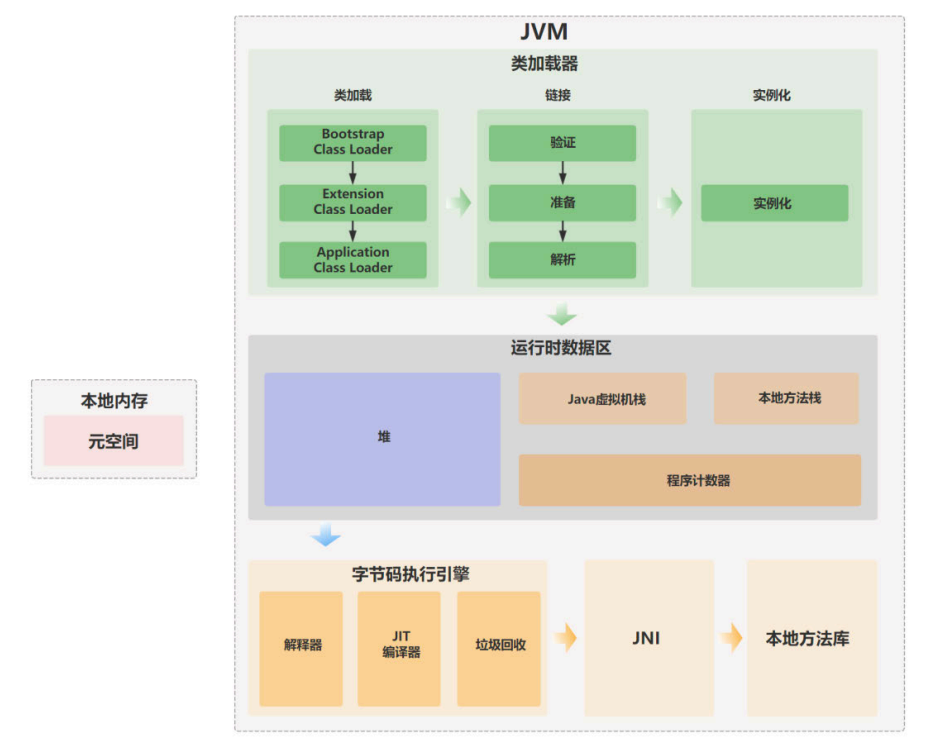 JVM
类加载器
类加载
链接
实例化
Bootstrap
Class Loader
Extension
Class Loader
Application
Class Loader
验证
准备
解析
实例化
运行时数据区
堆
Java虚拟机栈
本地方法栈
程序计数器
本地内存
元空间
字节码执行引擎
解释器
JIT
编译器
垃圾回收
JNI
本地方法库